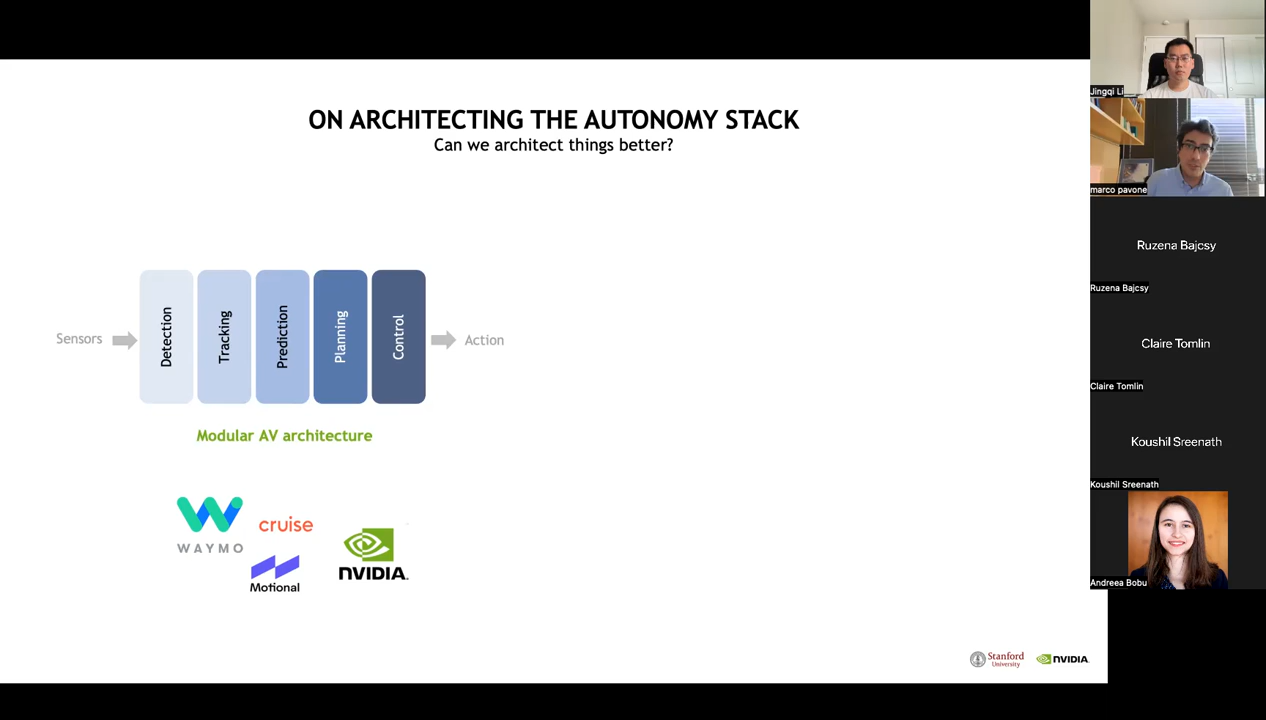 ON ARCHITECTING THE AUTONOMY STACK
Can we architect things better?
Sensors
Detection
Tracking
Prediction
Planning
Control
Action
Modular AV architecture
WAYMO
cruise
Motional
NVIDIA.
Stanford
University
NVIDIA.
Jingqi Li
marco pavone
Ruzena Bajcsy
Ruzena Bajcsy
Claire Tomlin
Claire Tomlin
Koushil Sreenath
Koushil Sreenath
Andreea Bobu